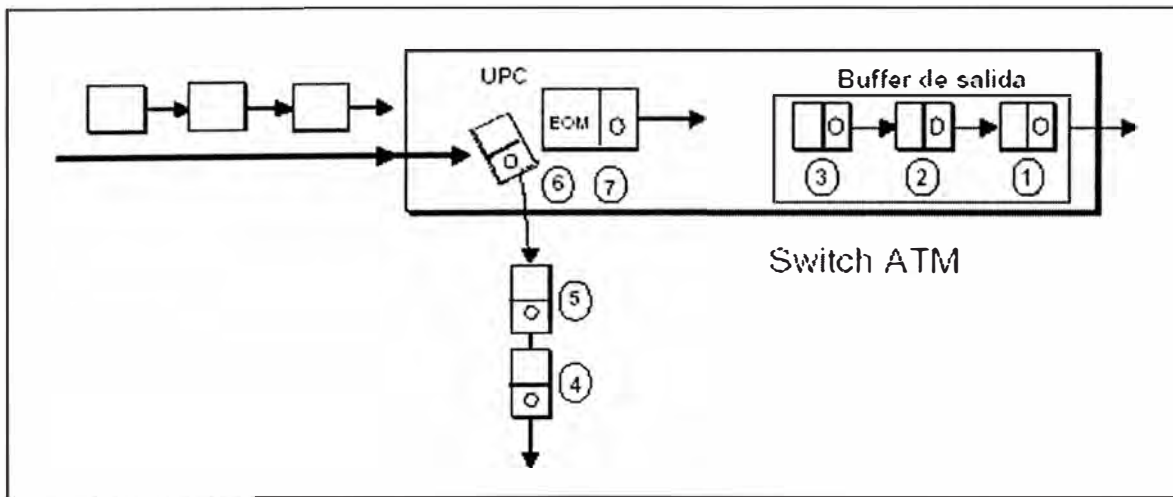 UPC
Buffer de salida
EOM O
O D O
O
6 7
3 2 1
Switch ATM
O 5
O 4